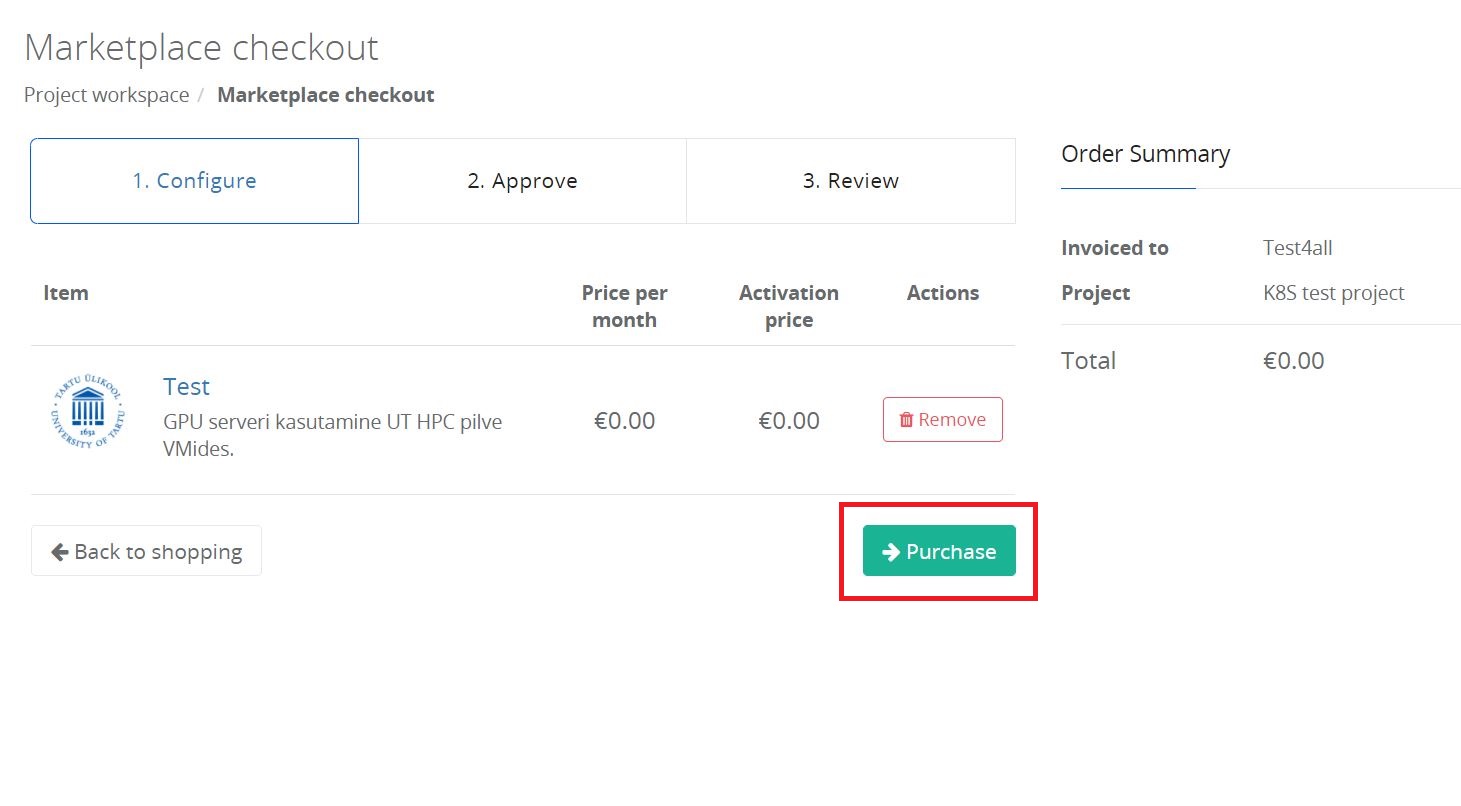 Marketplace checkout
Project workspace / Marketplace checkout
1. Configure
2. Approve
3. Review
Item
Price per
month
Activation
price
Actions
TARTU ÜLIKOOL
UNIVERSITY OF TARTU
1632
Test
GPU serveri kasutamine UT HPC pilve
VMides.
€0.00
€0.00
Remove
Back to shopping
Purchase
Order Summary
Invoiced to
Test4all
Project
K8S test project
Total
€0.00